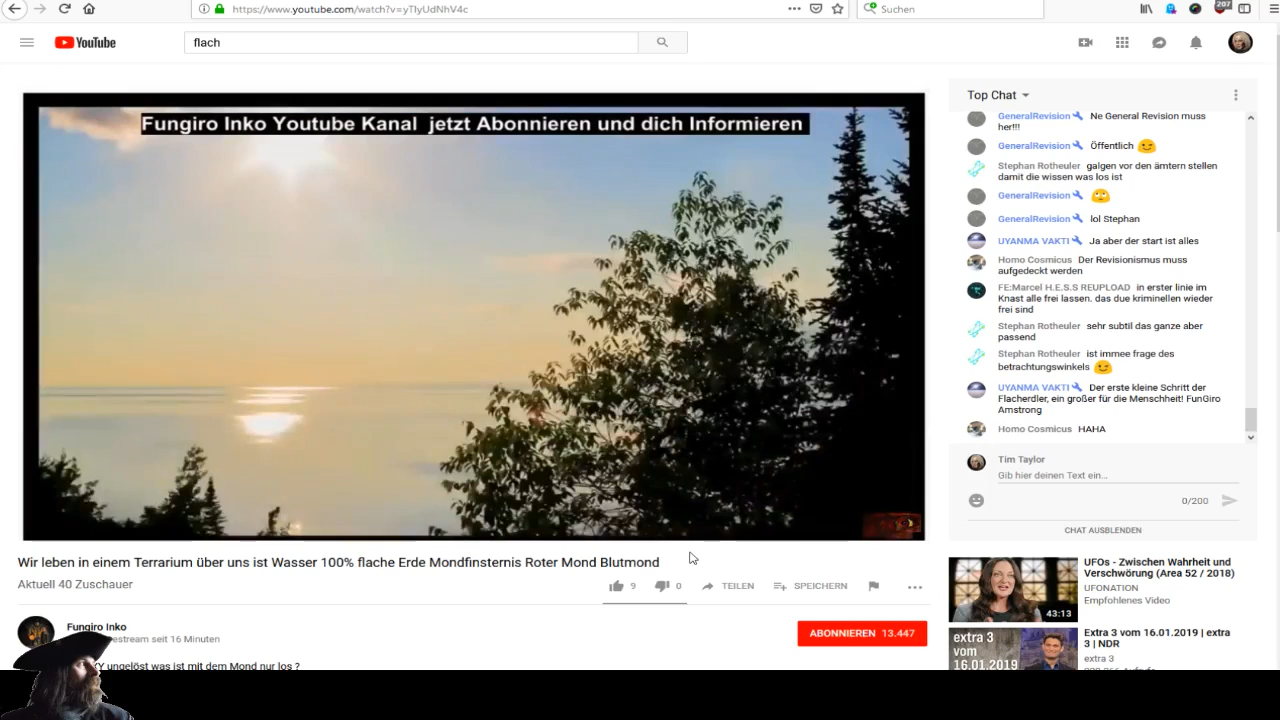 https://www.youtube.com/watch?v=yTIyUdNhV4c
Suchen
207
YouTube
flach
Fungiro Inko Youtube Kanal jetzt Abonnieren und dich Informieren
Top Chat
GeneralRevision Ne General Revision muss
her!!!
GeneralRevision Öffentlich
Stephan Rotheuler galgen vor den ämtern stellen
damit die wissen was los ist
GeneralRevision
GeneralRevision lol Stephan
UYANMA VAKTI Ja aber der start ist alles
Homo Cosmicus Der Revisionismus muss
aufgedeckt werden
FE:Marcel H.E.S.S REUPLOAD in erster linie im
Knast alle frei lassen. das due kriminellen wieder
frei sind
Stephan Rotheuler sehr subtil das ganze aber
passend
Stephan Rotheuler ist immee frage des
betrachtungswinkels
UYANMA VAKTI Der erste kleine Schritt der
Flacherdler, ein großer für die Menschheit! FunGiro
Amstrong
Homo Cosmicus HAHA
Tim Taylor
Gib hier deinen Text ein...
0/200
CHAT AUSBLENDEN
Wir leben in einem Terrarium über uns ist Wasser 100% flache Erde Mondfinsternis Roter Mond Blutmond
Aktuell 40 Zuschauer
9
0
TEILEN
SPEICHERN
Fungiro Inko
estream seit 16 Minuten
ABONNIEREN 13.447
Y ungelöst was ist mit dem Mond nur los ?
43:13
UFOs - Zwischen Wahrheit und
Verschwörung (Area 52 / 2018)
UFONATION
Empfohlenes Video
extra 3
vom
16.01.2019
Extra 3 vom 16.01.2019 | extra
3 | NDR
extra 3